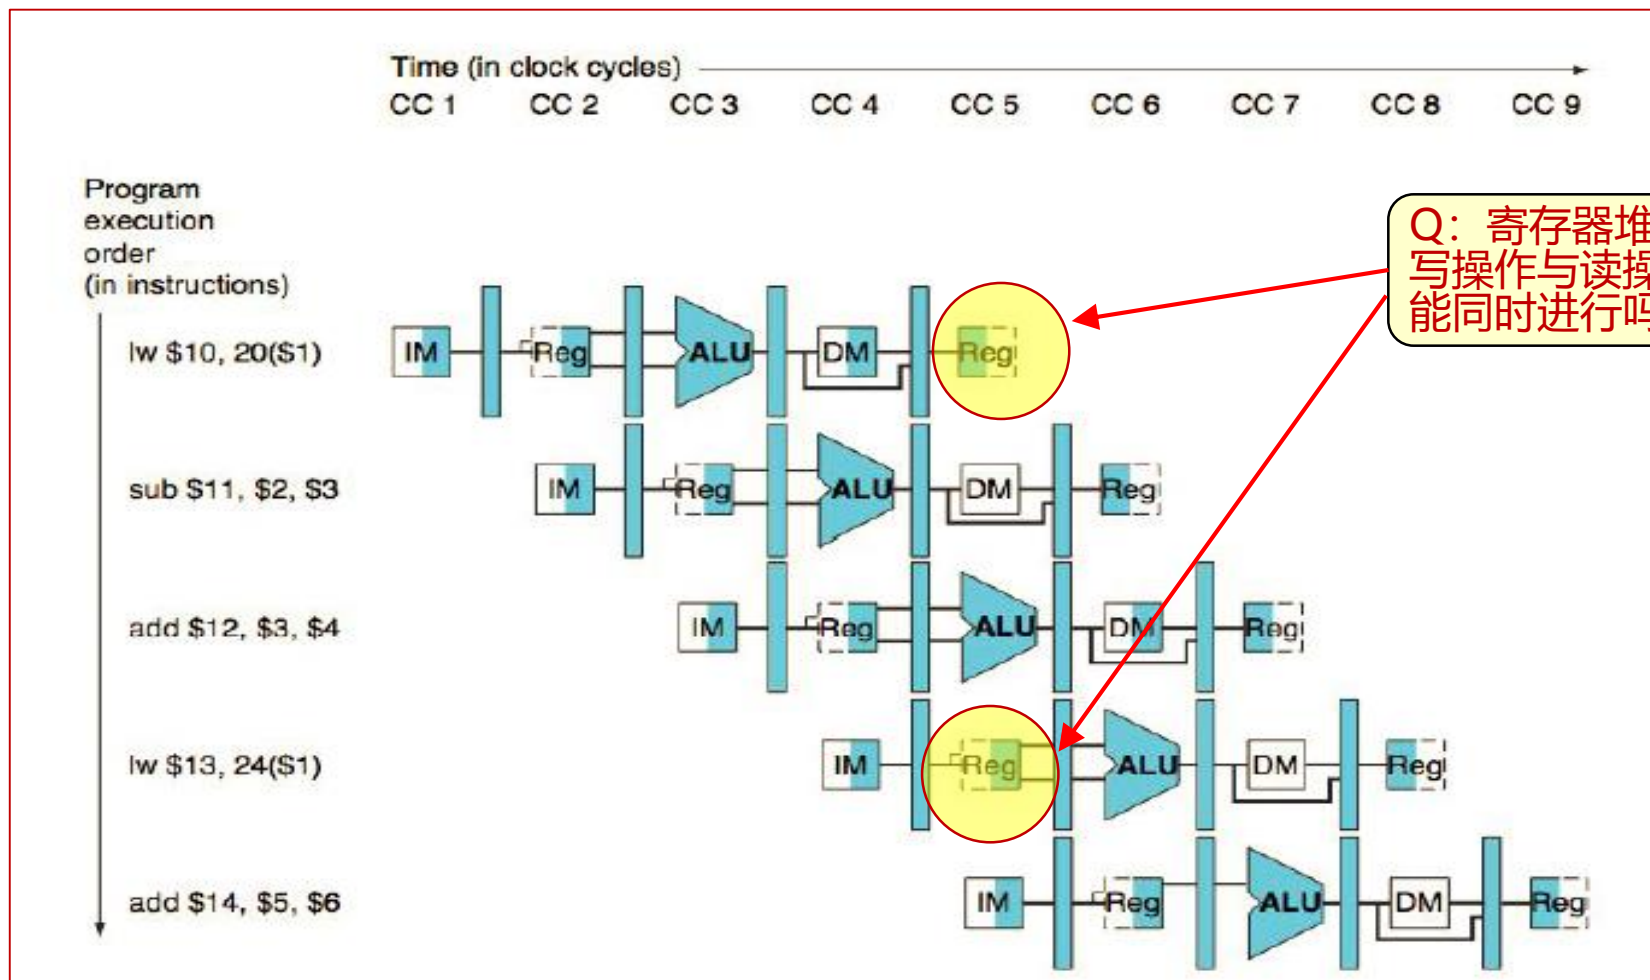 Time (in clock cycles)
CC 1 CC 2 CC 3 CC 4 CC 5 CC 6 CC 7 CC 8 CC 9
Program
execution
order
(in instructions)
Q：寄存器堆
写操作与读操
能同时进行吗
lw $10, 20($1) IM Reg ALU DM Reg
sub $11, $2, $3 IM Reg ALU DM Reg
add $12, $3, $4 IM Reg ALU DM Reg
lw $13, 24($1) IM Reg ALU DM Reg
add $14, $5, $6 IM Reg ALU DM Reg